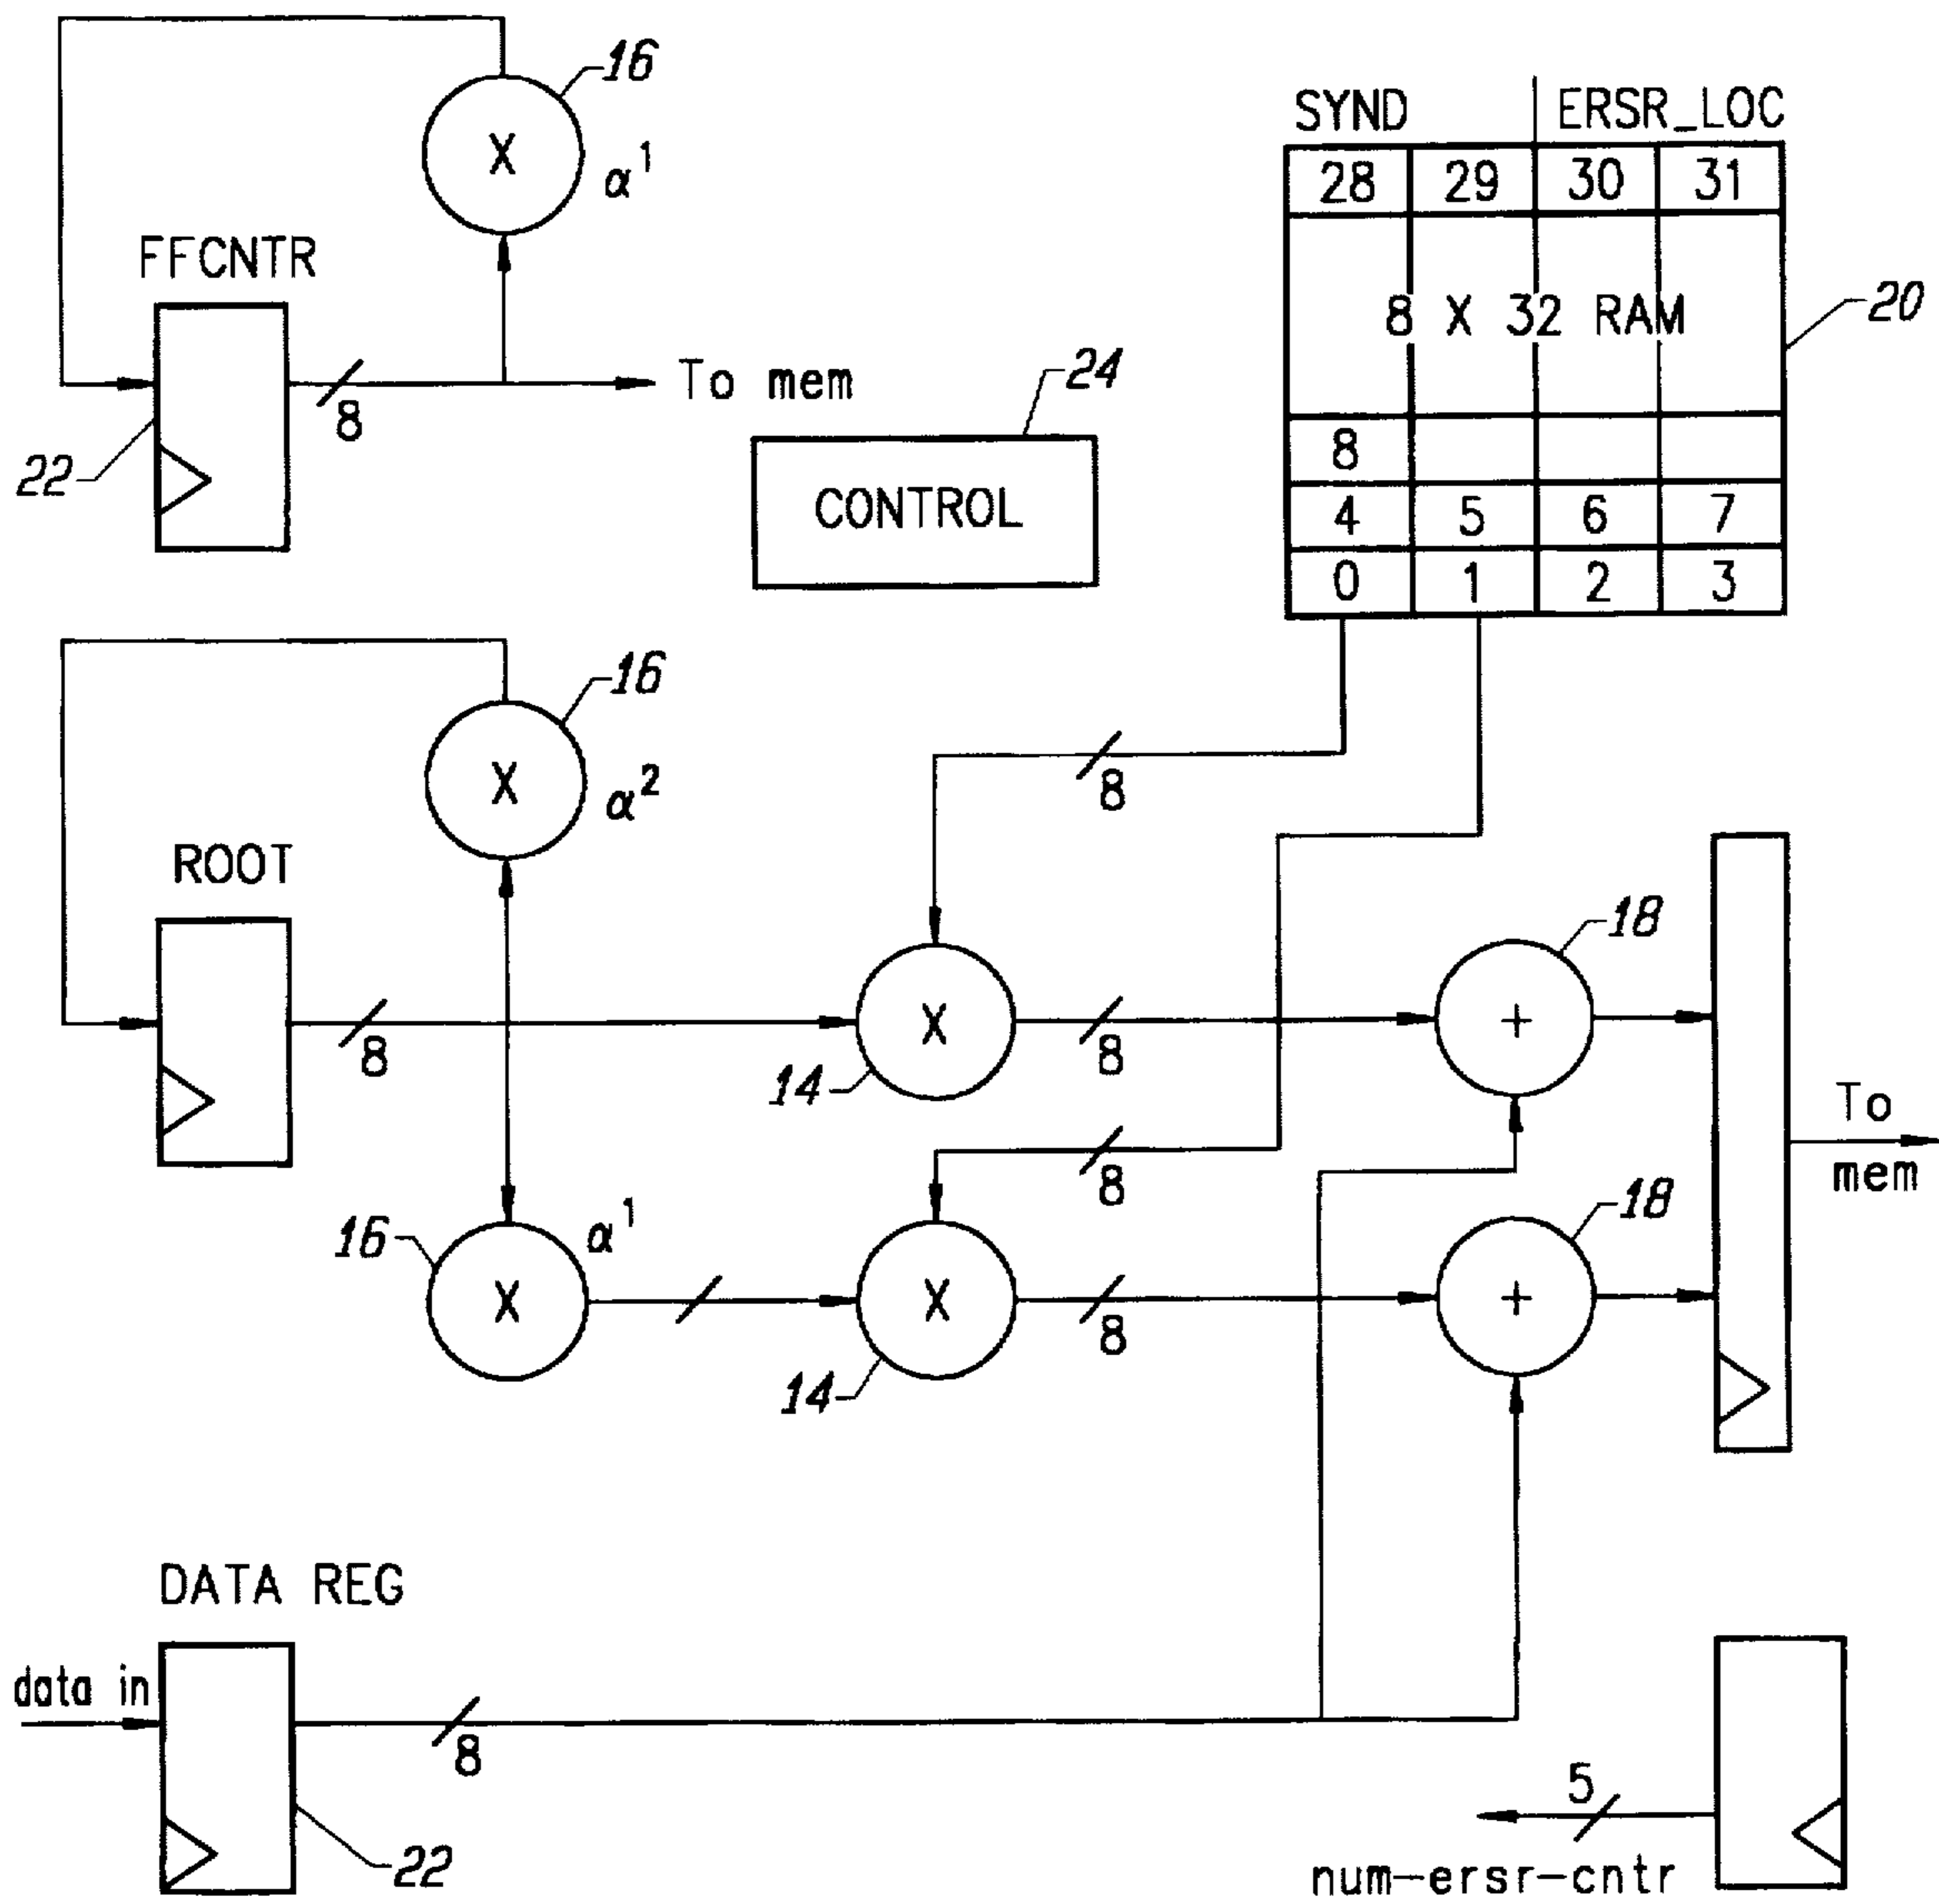 16
X
α¹
FFCNTR
22
8
To mem
SYND
ERSR_LOC
28 29 30 31
8 X 32 RAM
20
8
4 5 6 7
0 1 2 3
24
CONTROL
16
X
α²
8
ROOT
8
X
14
8
18
+
8
To
mem
16
α¹
X
X
14
8
18
+
DATA REG
data in
8
22
5
num-ersr-cntr